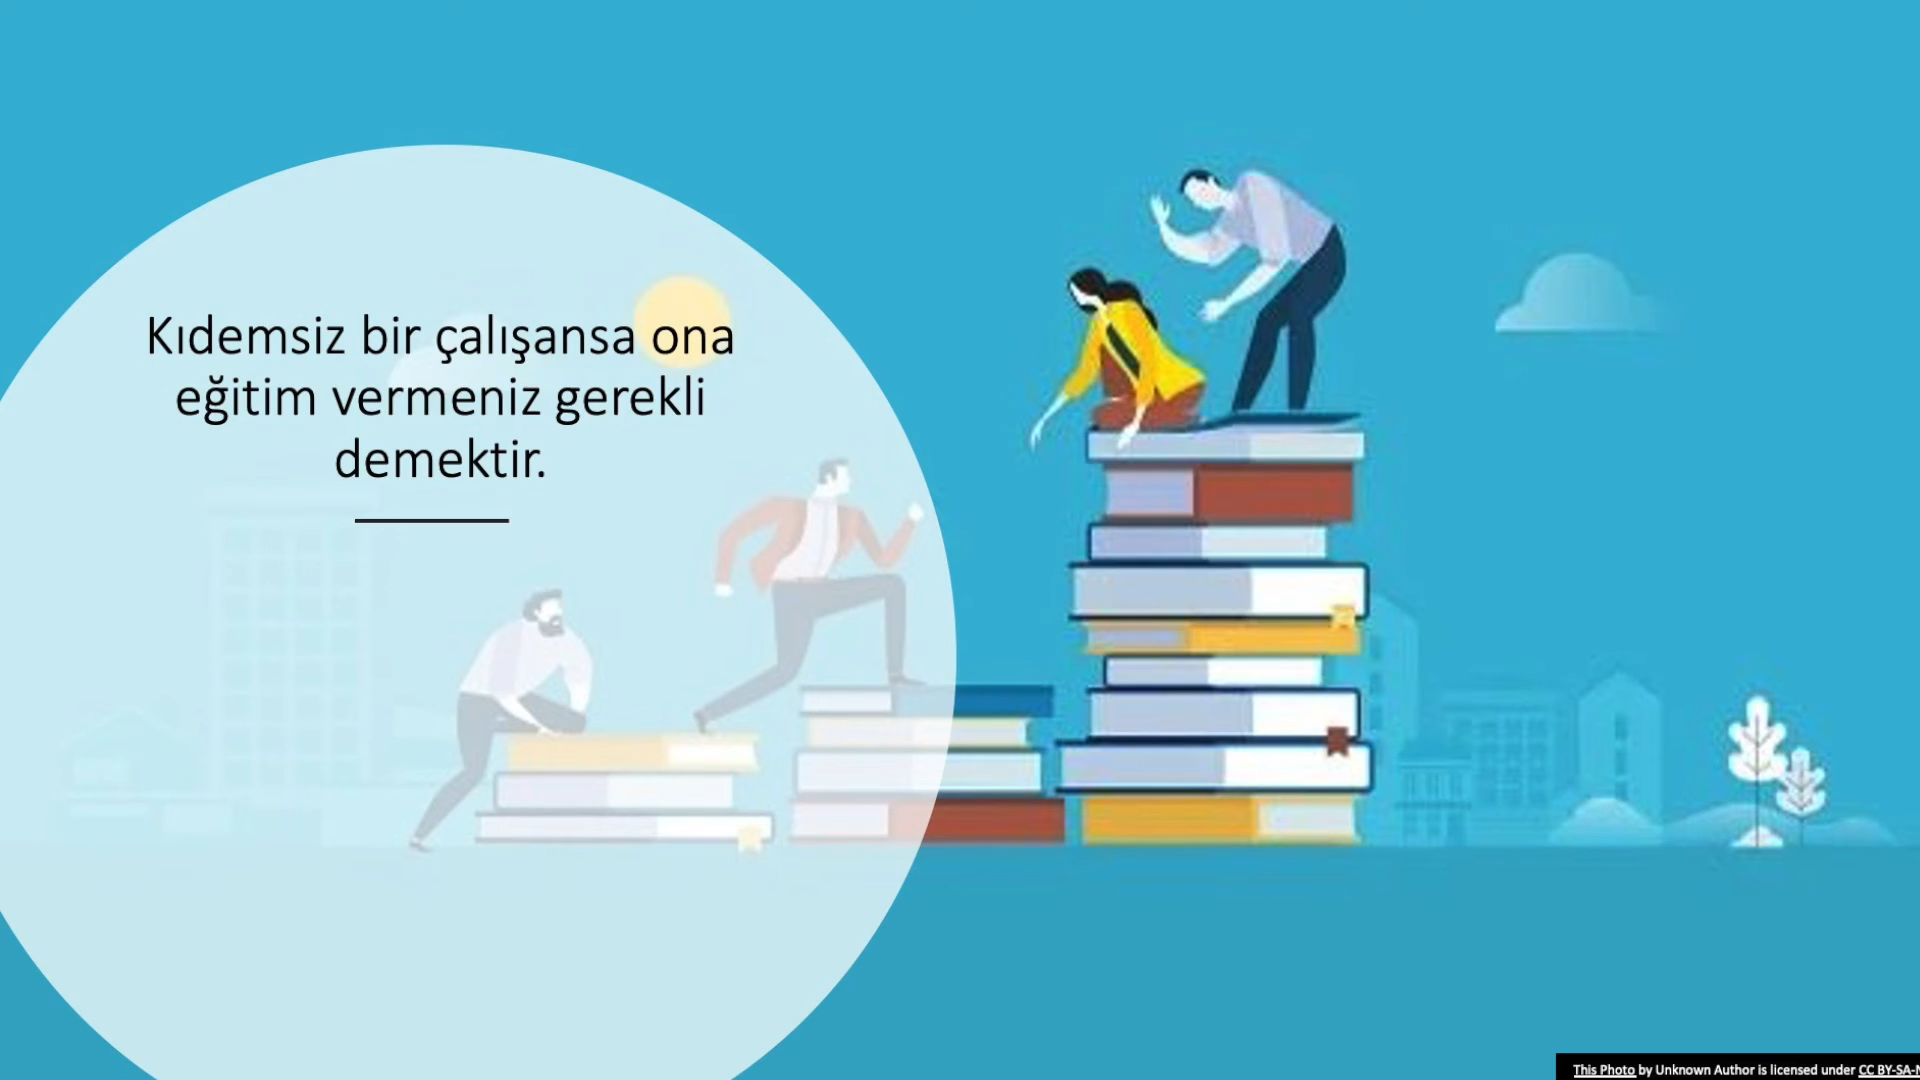 Kıdemsiz bir çalışansa ona
eğitim vermeniz gerekli
demektir.
This Photo by Unknown Author is licensed under CC BY-SA-N